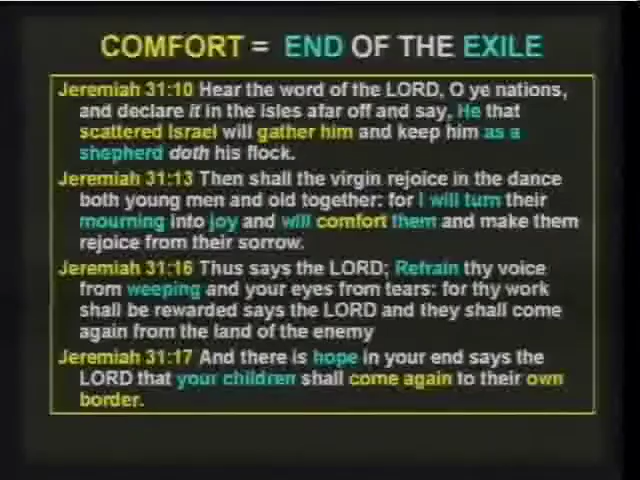 COMFORT = END OF THE EXILE
Jeremiah 31:10 Hear the word of the LORD, O ye nations,
and declare it in the isles afar off and say, He that
scattered Israel will gather him and keep him as a
shepherd doth his flock.
Jeremiah 31:13 Then shall the virgin rejoice in the dance
both young men and old together: for I will turn their
mourning into joy and will comfort them and make them
rejoice from their sorrow.
Jeremiah 31:16 Thus says the LORD; Refrain thy voice
from weeping and your eyes from tears: for thy work
shall be rewarded says the LORD and they shall come
again from the land of the enemy
Jeremiah 31:17 And there is hope in your end says the
LORD that your children shall come again to their own
border.